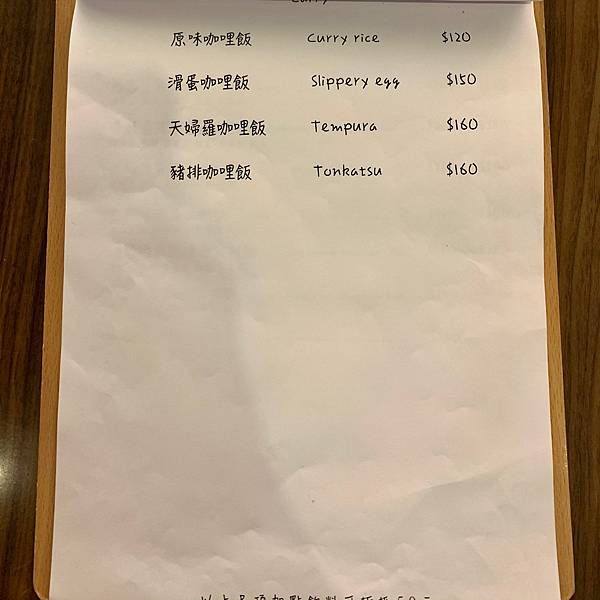 Curry
原味咖哩飯 Curry rice $120
滑蛋咖哩飯 Slippery egg $150
天婦羅咖哩飯 Tempura $160
豬排咖哩飯 Tonkatsu $160